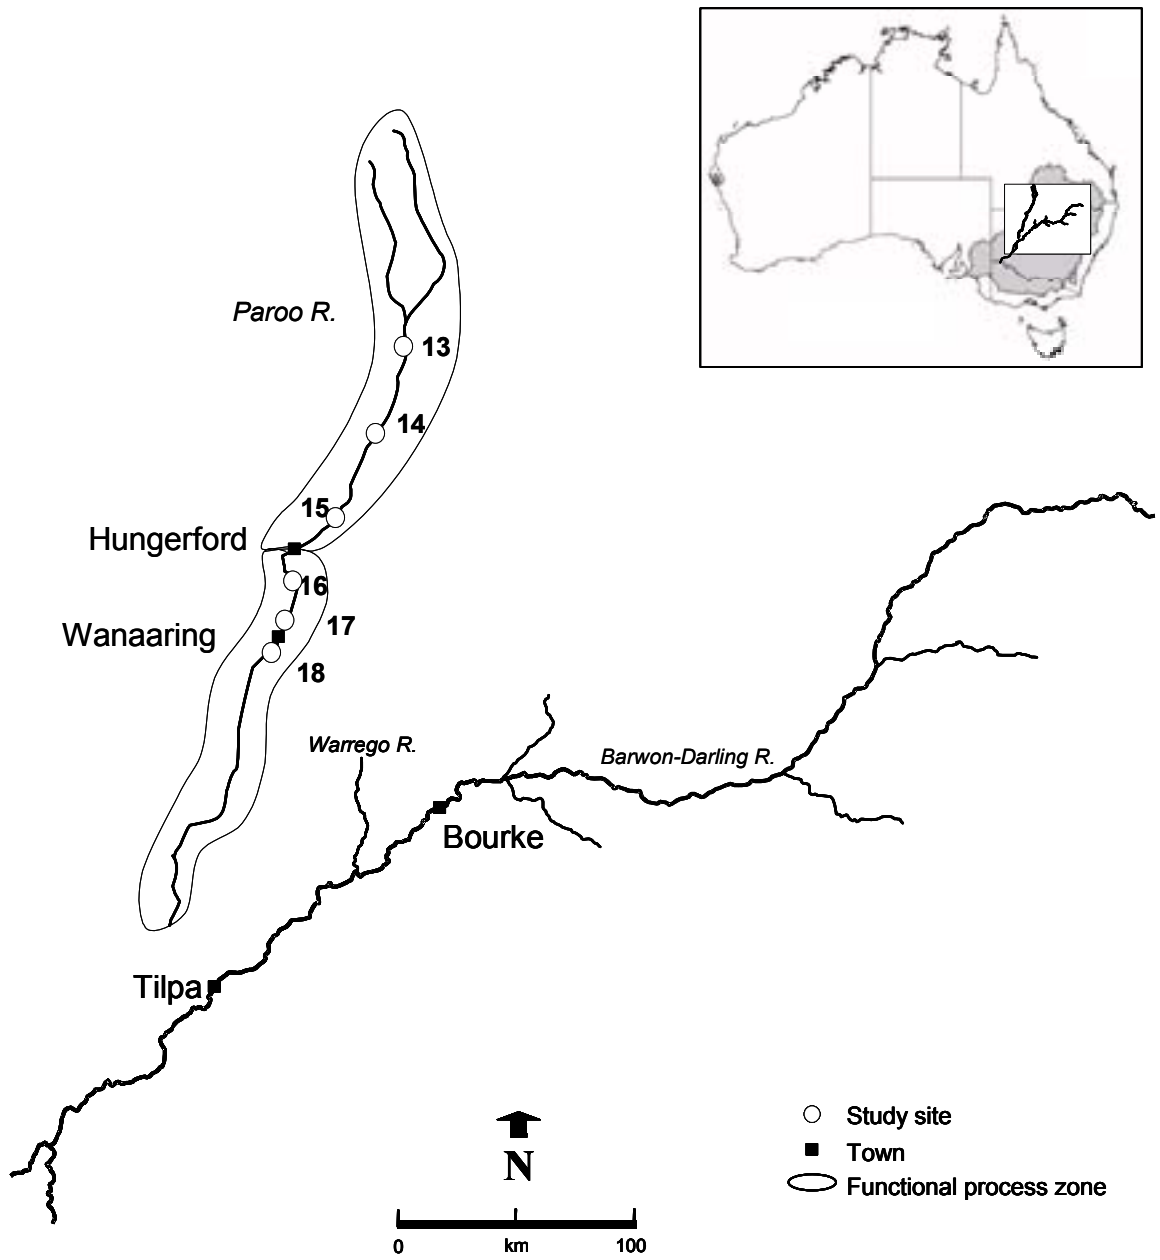 Paroo R.
13
14
15
Hungerford
16
Wanaaring
17
18
Warrego R.
Barwon-Darling R.
Bourke
Tilpa
Study site
Town
N
Functional process zone
0 km 100